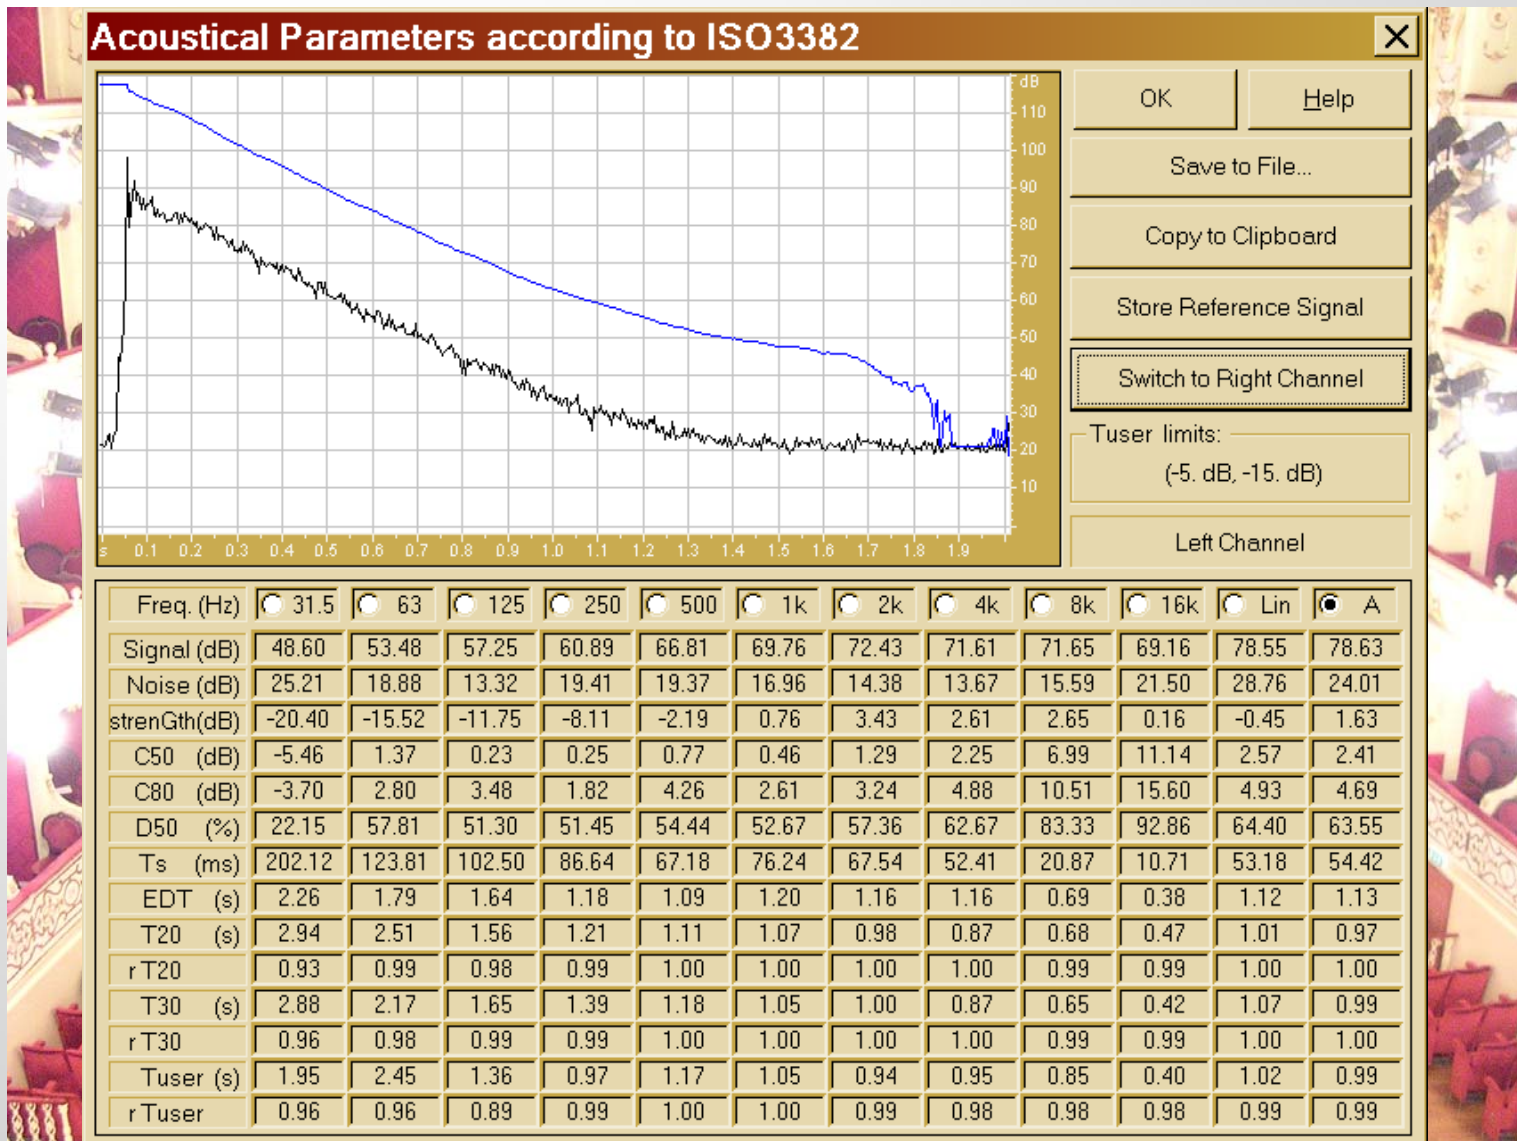 Acoustical Parameters according to ISO3382
dB
110
100
90
80
70
60
50
40
30
20
10
s 0.1 0.2 0.3 0.4 0.5 0.6 0.7 0.8 0.9 1.0 1.1 1.2 1.3 1.4 1.5 1.6 1.7 1.8 1.9
OK Help
Save to File...
Copy to Clipboard
Store Reference Signal
Switch to Right Channel
Tuser limits:
(-5. dB, -15. dB)
Left Channel
Freq. (Hz) 31.5 63 125 250 500 1k 2k 4k 8k 16k Lin A
Signal (dB) 48.60 53.48 57.25 60.89 66.81 69.76 72.43 71.61 71.65 69.16 78.55 78.63
Noise (dB) 25.21 18.88 13.32 19.41 19.37 16.96 14.38 13.67 15.59 21.50 28.76 24.01
strenGth(dB) -20.40 -15.52 -11.75 -8.11 -2.19 0.76 3.43 2.61 2.65 0.16 -0.45 1.63
C50 (dB) -5.46 1.37 0.23 0.25 0.77 0.46 1.29 2.25 6.99 11.14 2.57 2.41
C80 (dB) -3.70 2.80 3.48 1.82 4.26 2.61 3.24 4.88 10.51 15.60 4.93 4.69
D50 (%) 22.15 57.81 51.30 51.45 54.44 52.67 57.36 62.67 83.33 92.86 64.40 63.55
Ts (ms) 202.12 123.81 102.50 86.64 67.18 76.24 67.54 52.41 20.87 10.71 53.18 54.42
EDT (s) 2.26 1.79 1.64 1.18 1.09 1.20 1.16 1.16 0.69 0.38 1.12 1.13
T20 (s) 2.94 2.51 1.56 1.21 1.11 1.07 0.98 0.87 0.68 0.47 1.01 0.97
r T20 0.93 0.99 0.98 0.99 1.00 1.00 1.00 1.00 0.99 0.99 1.00 1.00
T30 (s) 2.88 2.17 1.65 1.39 1.18 1.05 1.00 0.87 0.65 0.42 1.07 0.99
r T30 0.96 0.98 0.99 0.99 1.00 1.00 1.00 1.00 0.99 0.99 1.00 1.00
Tuser (s) 1.95 2.45 1.36 0.97 1.17 1.05 0.94 0.95 0.85 0.40 1.02 0.99
r Tuser 0.96 0.96 0.89 0.99 1.00 1.00 0.99 0.98 0.98 0.98 0.99 0.99